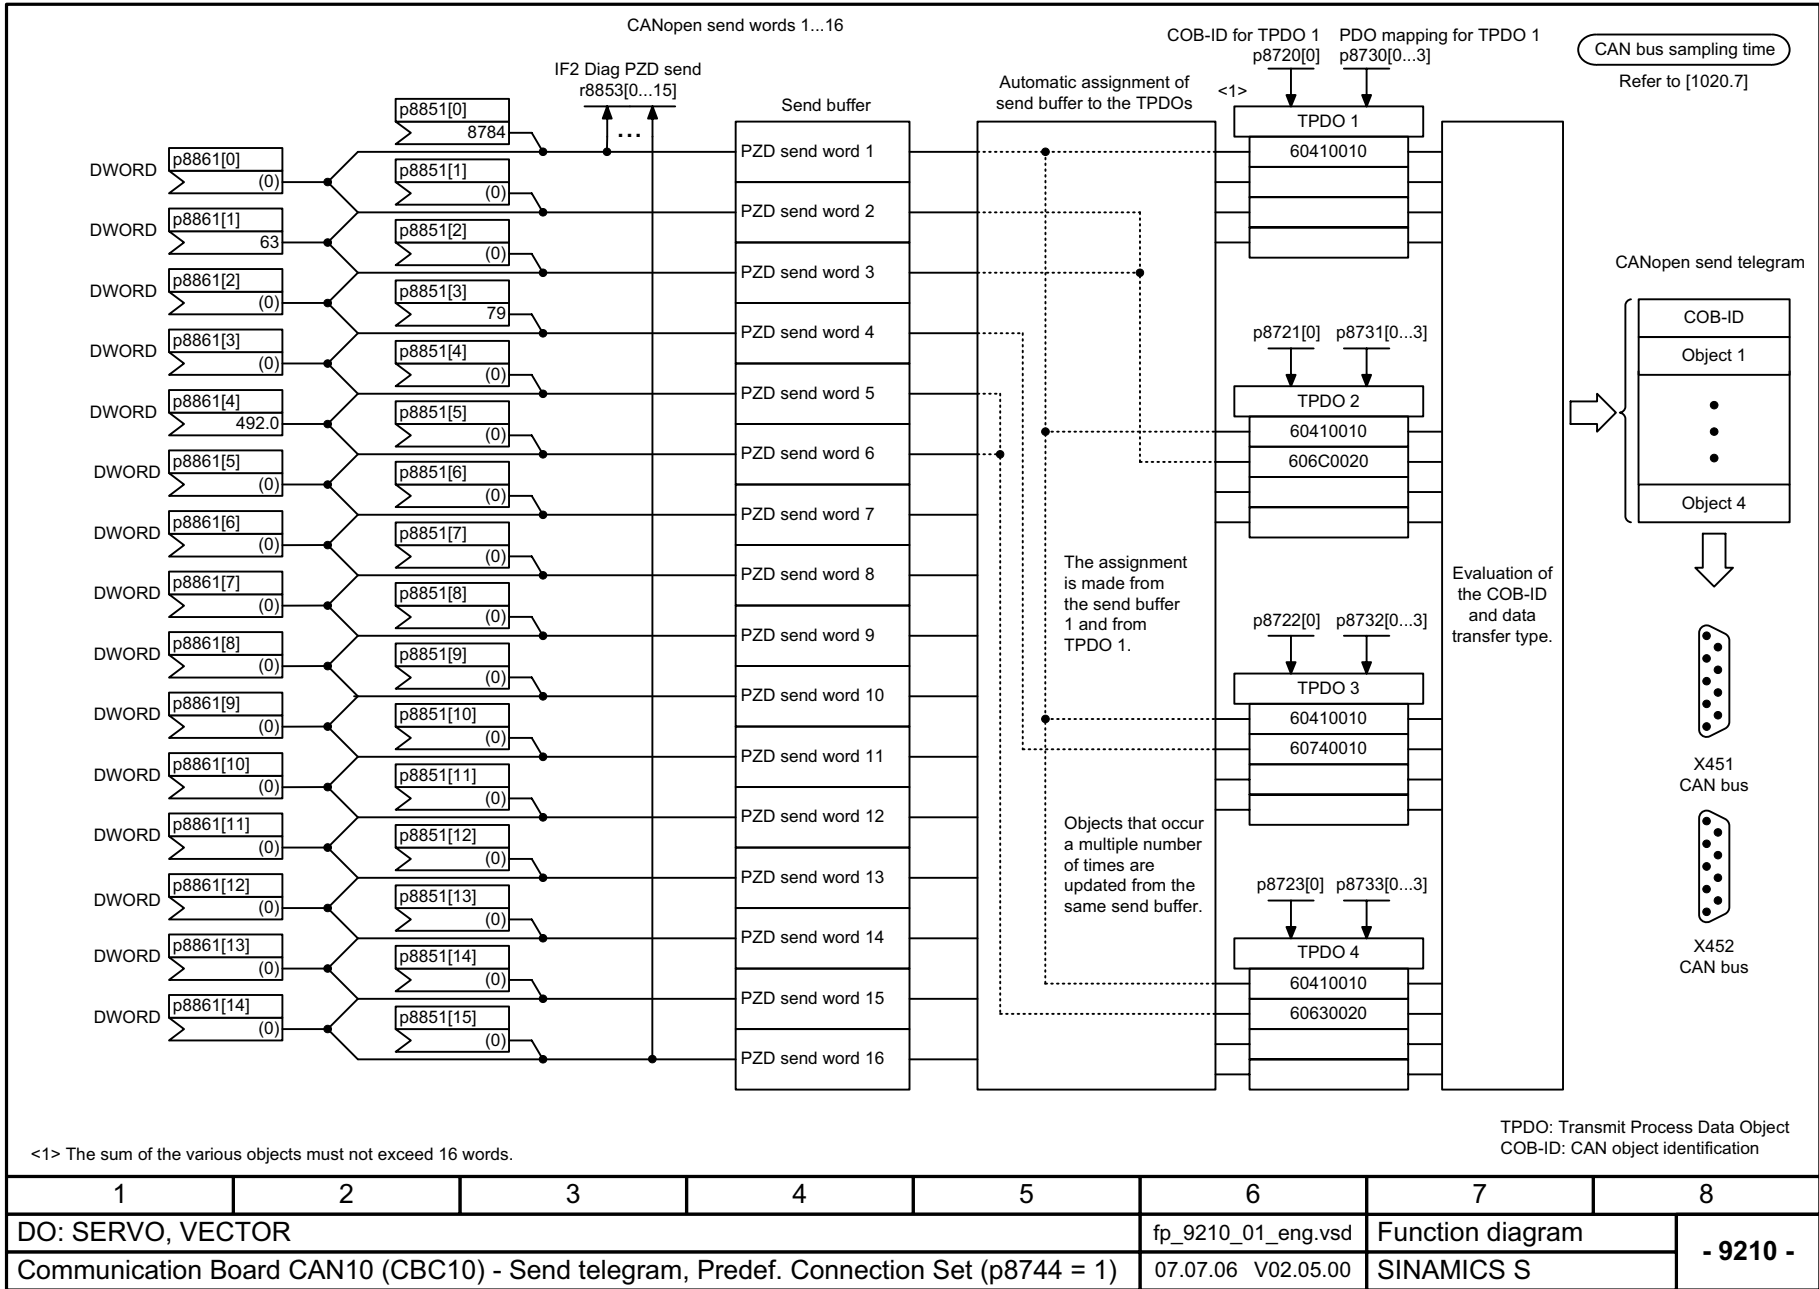 CANopen send words 1...16
IF2 Diag PZD send
r8853[0...15]
...
COB-ID for TPDO 1
p8720[0]
PDO mapping for TPDO 1
p8730[0...3]
CAN bus sampling time
Refer to [1020.7]
Send buffer
Automatic assignment of
send buffer to the TPDOs
<1>
DWORD
p8861[0]
(0)
DWORD
p8861[1]
63
DWORD
p8861[2]
(0)
DWORD
p8861[3]
(0)
DWORD
p8861[4]
492.0
DWORD
p8861[5]
(0)
DWORD
p8861[6]
(0)
DWORD
p8861[7]
(0)
DWORD
p8861[8]
(0)
DWORD
p8861[9]
(0)
DWORD
p8861[10]
(0)
DWORD
p8861[11]
(0)
DWORD
p8861[12]
(0)
DWORD
p8861[13]
(0)
DWORD
p8861[14]
(0)
p8851[0]
8784
p8851[1]
(0)
p8851[2]
(0)
p8851[3]
79
p8851[4]
(0)
p8851[5]
(0)
p8851[6]
(0)
p8851[7]
(0)
p8851[8]
(0)
p8851[9]
(0)
p8851[10]
(0)
p8851[11]
(0)
p8851[12]
(0)
p8851[13]
(0)
p8851[14]
(0)
p8851[15]
(0)
PZD send word 1
PZD send word 2
PZD send word 3
PZD send word 4
PZD send word 5
PZD send word 6
PZD send word 7
PZD send word 8
PZD send word 9
PZD send word 10
PZD send word 11
PZD send word 12
PZD send word 13
PZD send word 14
PZD send word 15
PZD send word 16
The assignment
is made from
the send buffer
1 and from
TPDO 1.
Objects that occur
a multiple number
of times are
updated from the
same send buffer.
TPDO 1
60410010
p8721[0]
p8731[0...3]
TPDO 2
60410010
606C0020
p8722[0]
p8732[0...3]
TPDO 3
60410010
60740010
p8723[0]
p8733[0...3]
TPDO 4
60410010
60630020
Evaluation of
the COB-ID
and data
transfer type.
CANopen send telegram
COB-ID
Object 1
Object 4
X451
CAN bus
X452
CAN bus
TPDO: Transmit Process Data Object
COB-ID: CAN object identification
<1> The sum of the various objects must not exceed 16 words.
1 2 3 4 5 6 7 8
DO: SERVO, VECTOR
fp_9210_01_eng.vsd
Function diagram
- 9210 -
Communication Board CAN10 (CBC10) - Send telegram, Predef. Connection Set (p8744 = 1)
07.07.06 V02.05.00
SINAMICS S